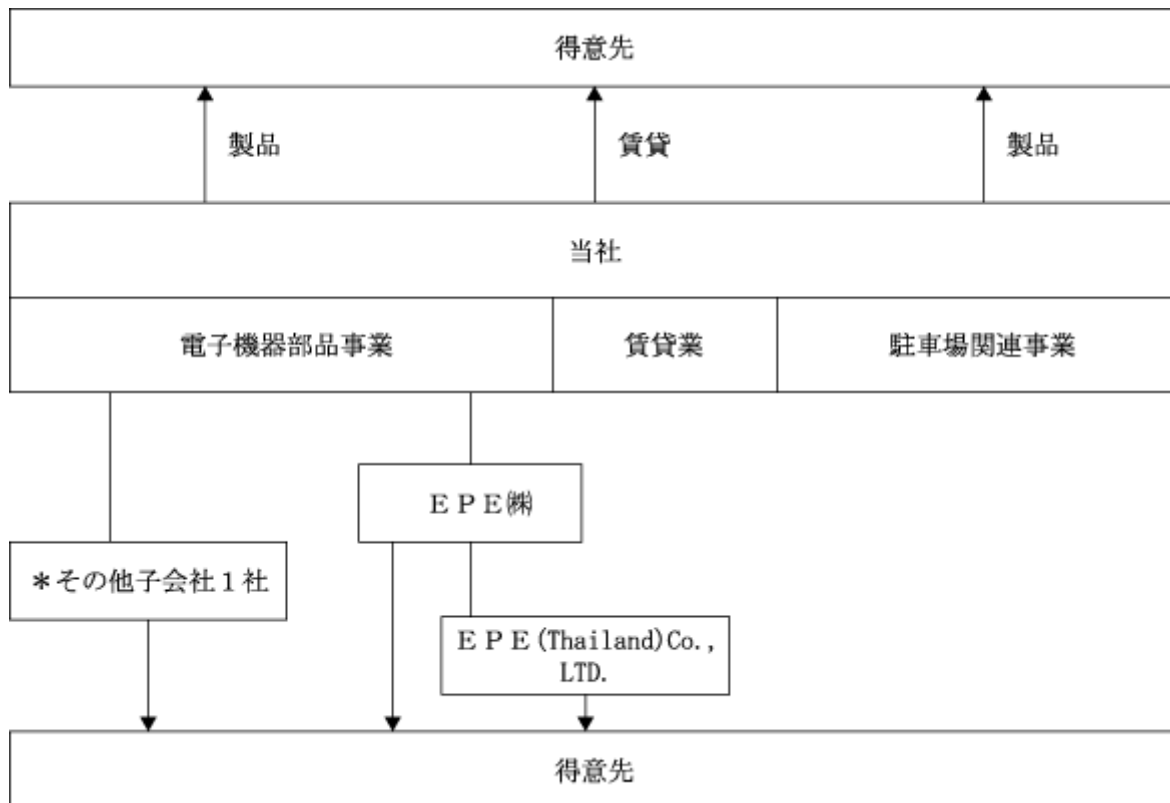 得意先
製品
賃貸
製品
当社
電子機器部品事業
賃貸業
駐車場関連事業
ＥＰＥ㈱
＊その他子会社１社
ＥＰＥ(Thailand)Co.,
LTD.
得意先